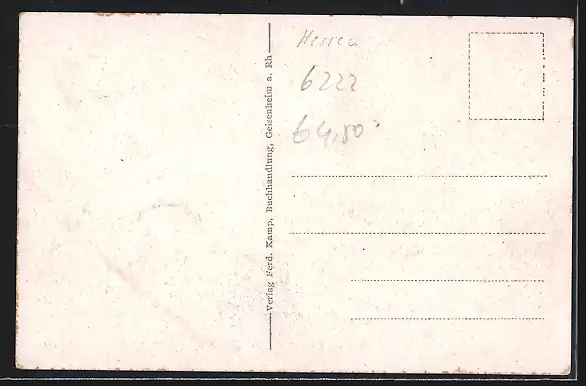 Verlag Ferd. Kamp, Buchhandlung, Geisenheim a. Rh
Hessen
6222
64,50